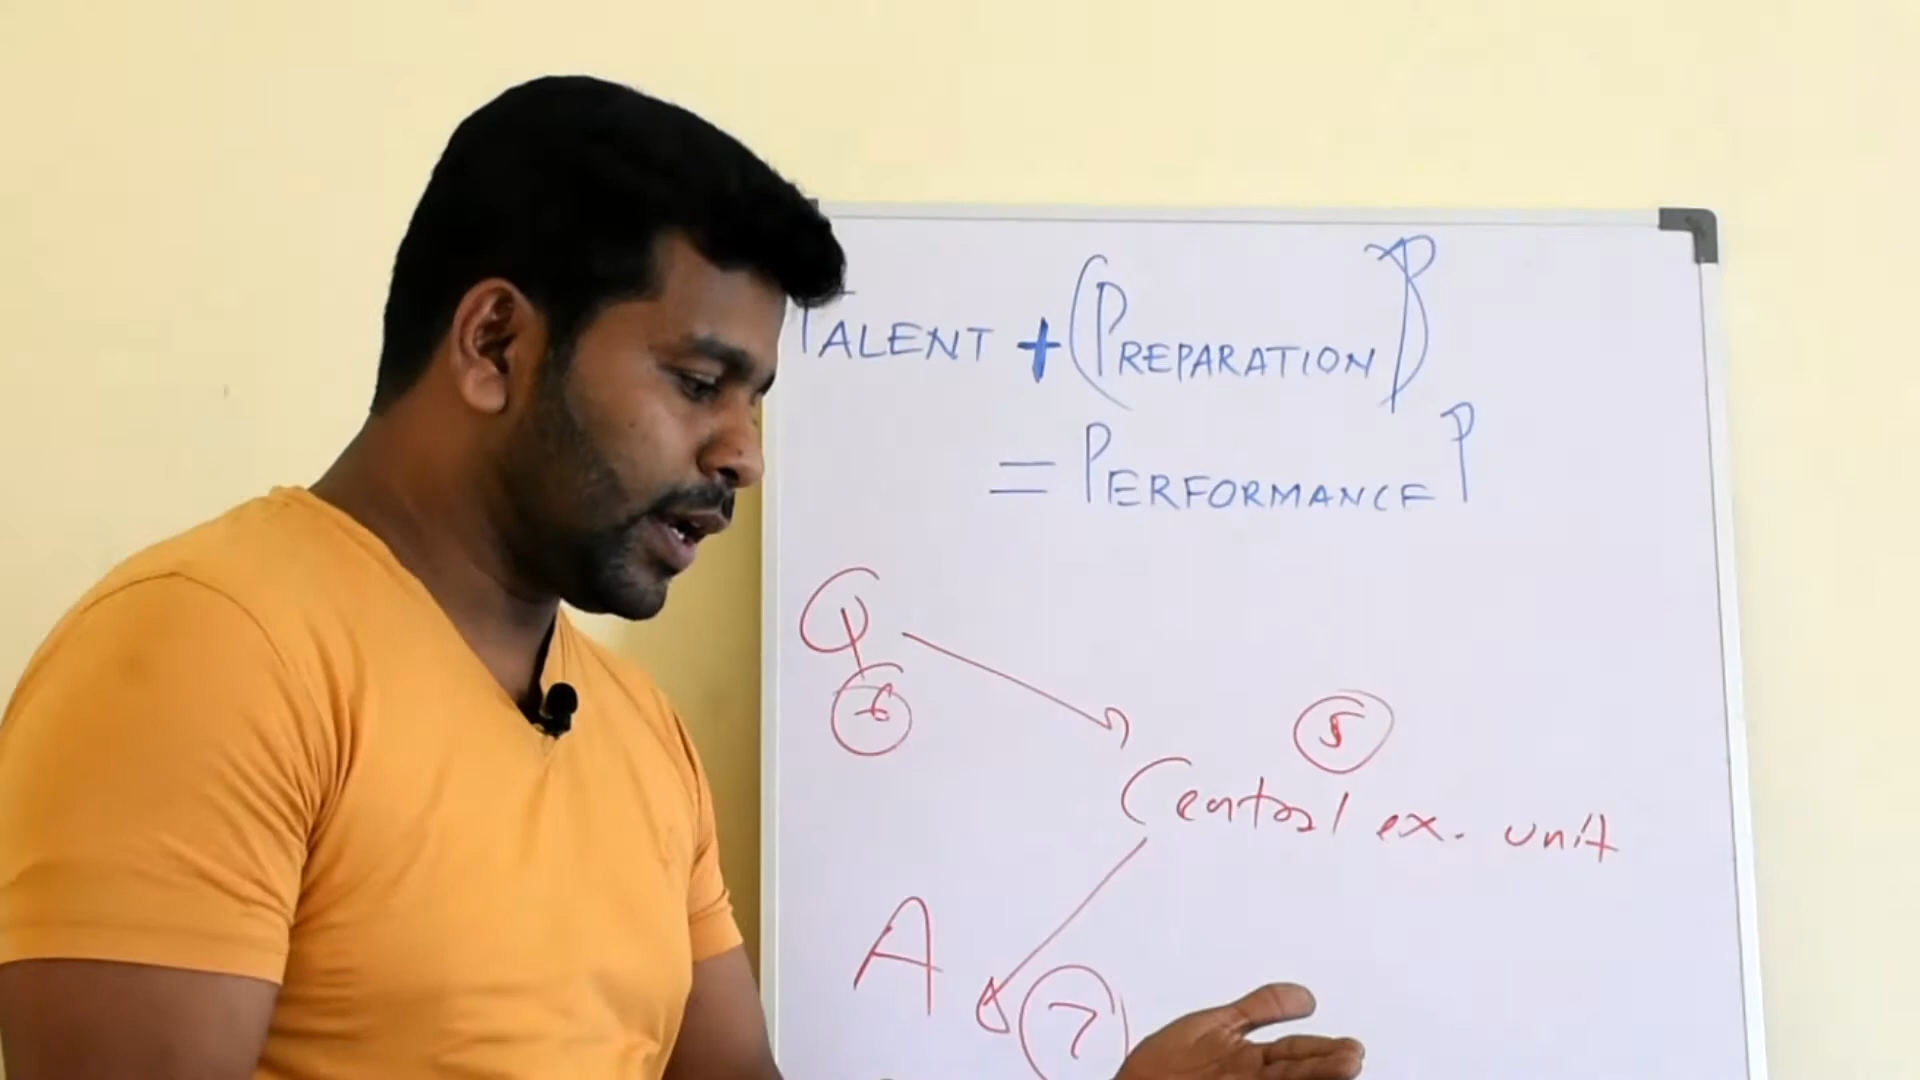 TALENT + (PREPARATION)P
= PERFORMANCE P
Q
6
5
Central ex. unit
A
7